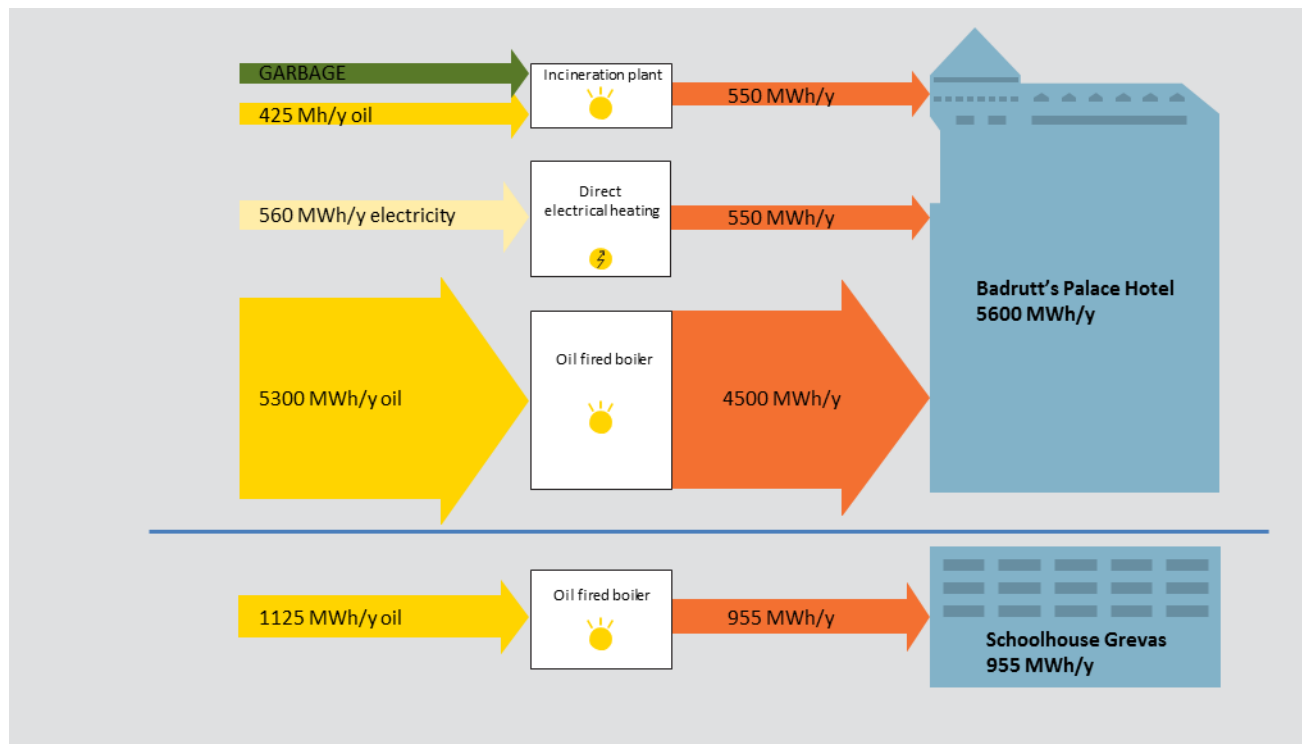 GARBAGE
425 Mh/y oil
Incineration plant
550 MWh/y
560 MWh/y electricity
Direct
electrical heating
550 MWh/y
Badrutt's Palace Hotel
5600 MWh/y
5300 MWh/y oil
Oil fired boiler
4500 MWh/y
1125 MWh/y oil
Oil fired boiler
955 MWh/y
Schoolhouse Grevas
955 MWh/y